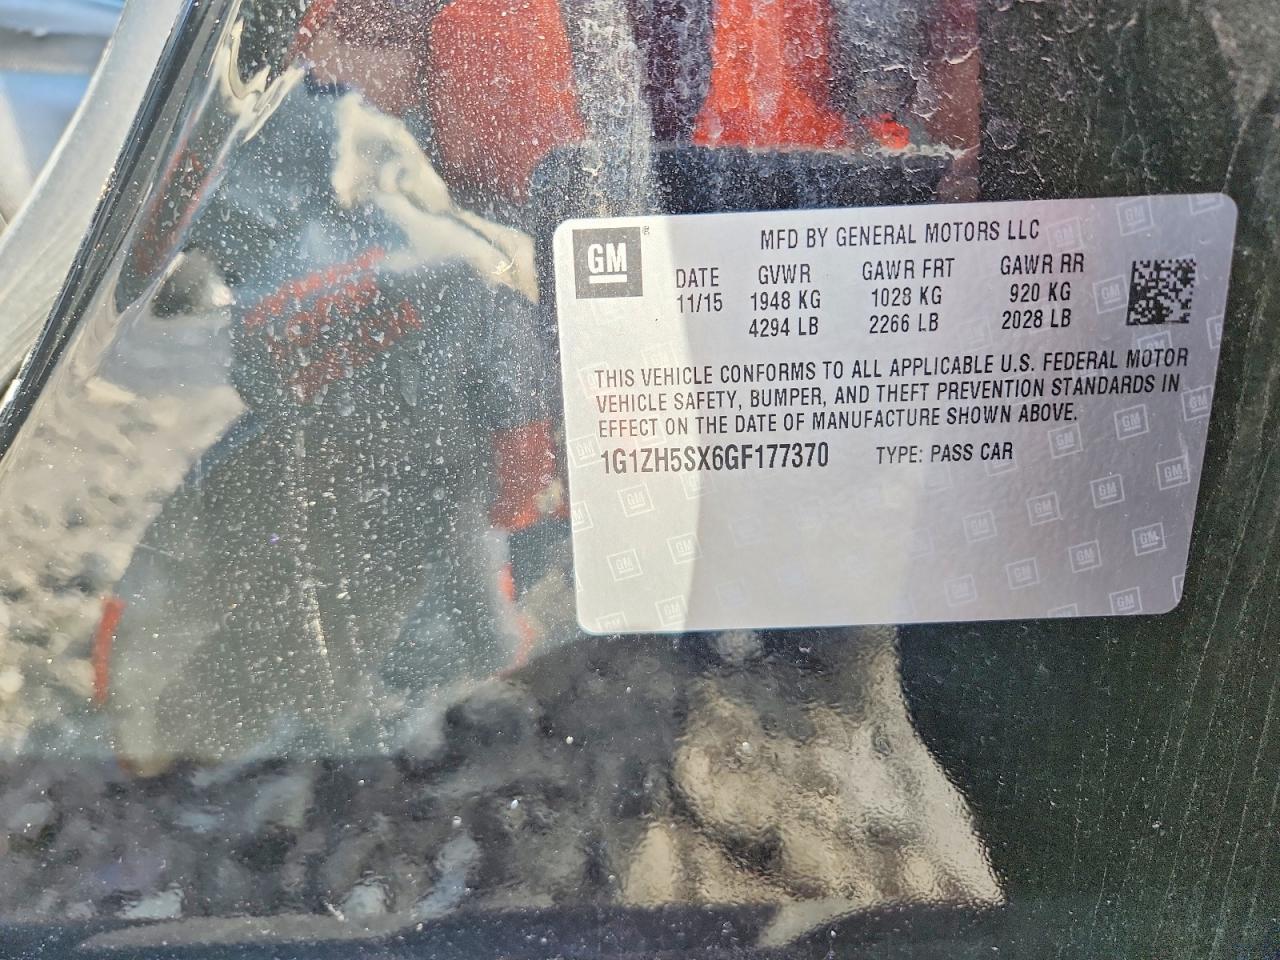 GM
MFD BY GENERAL MOTORS LLC
DATE GVWR GAWR FRT GAWR RR
11/15 1948 KG 1028 KG 920 KG
4294 LB 2266 LB 2028 LB
THIS VEHICLE CONFORMS TO ALL APPLICABLE U.S. FEDERAL MOTOR
VEHICLE SAFETY, BUMPER, AND THEFT PREVENTION STANDARDS IN
EFFECT ON THE DATE OF MANUFACTURE SHOWN ABOVE.
1G1ZH5SX6GF177370 TYPE: PASS CAR